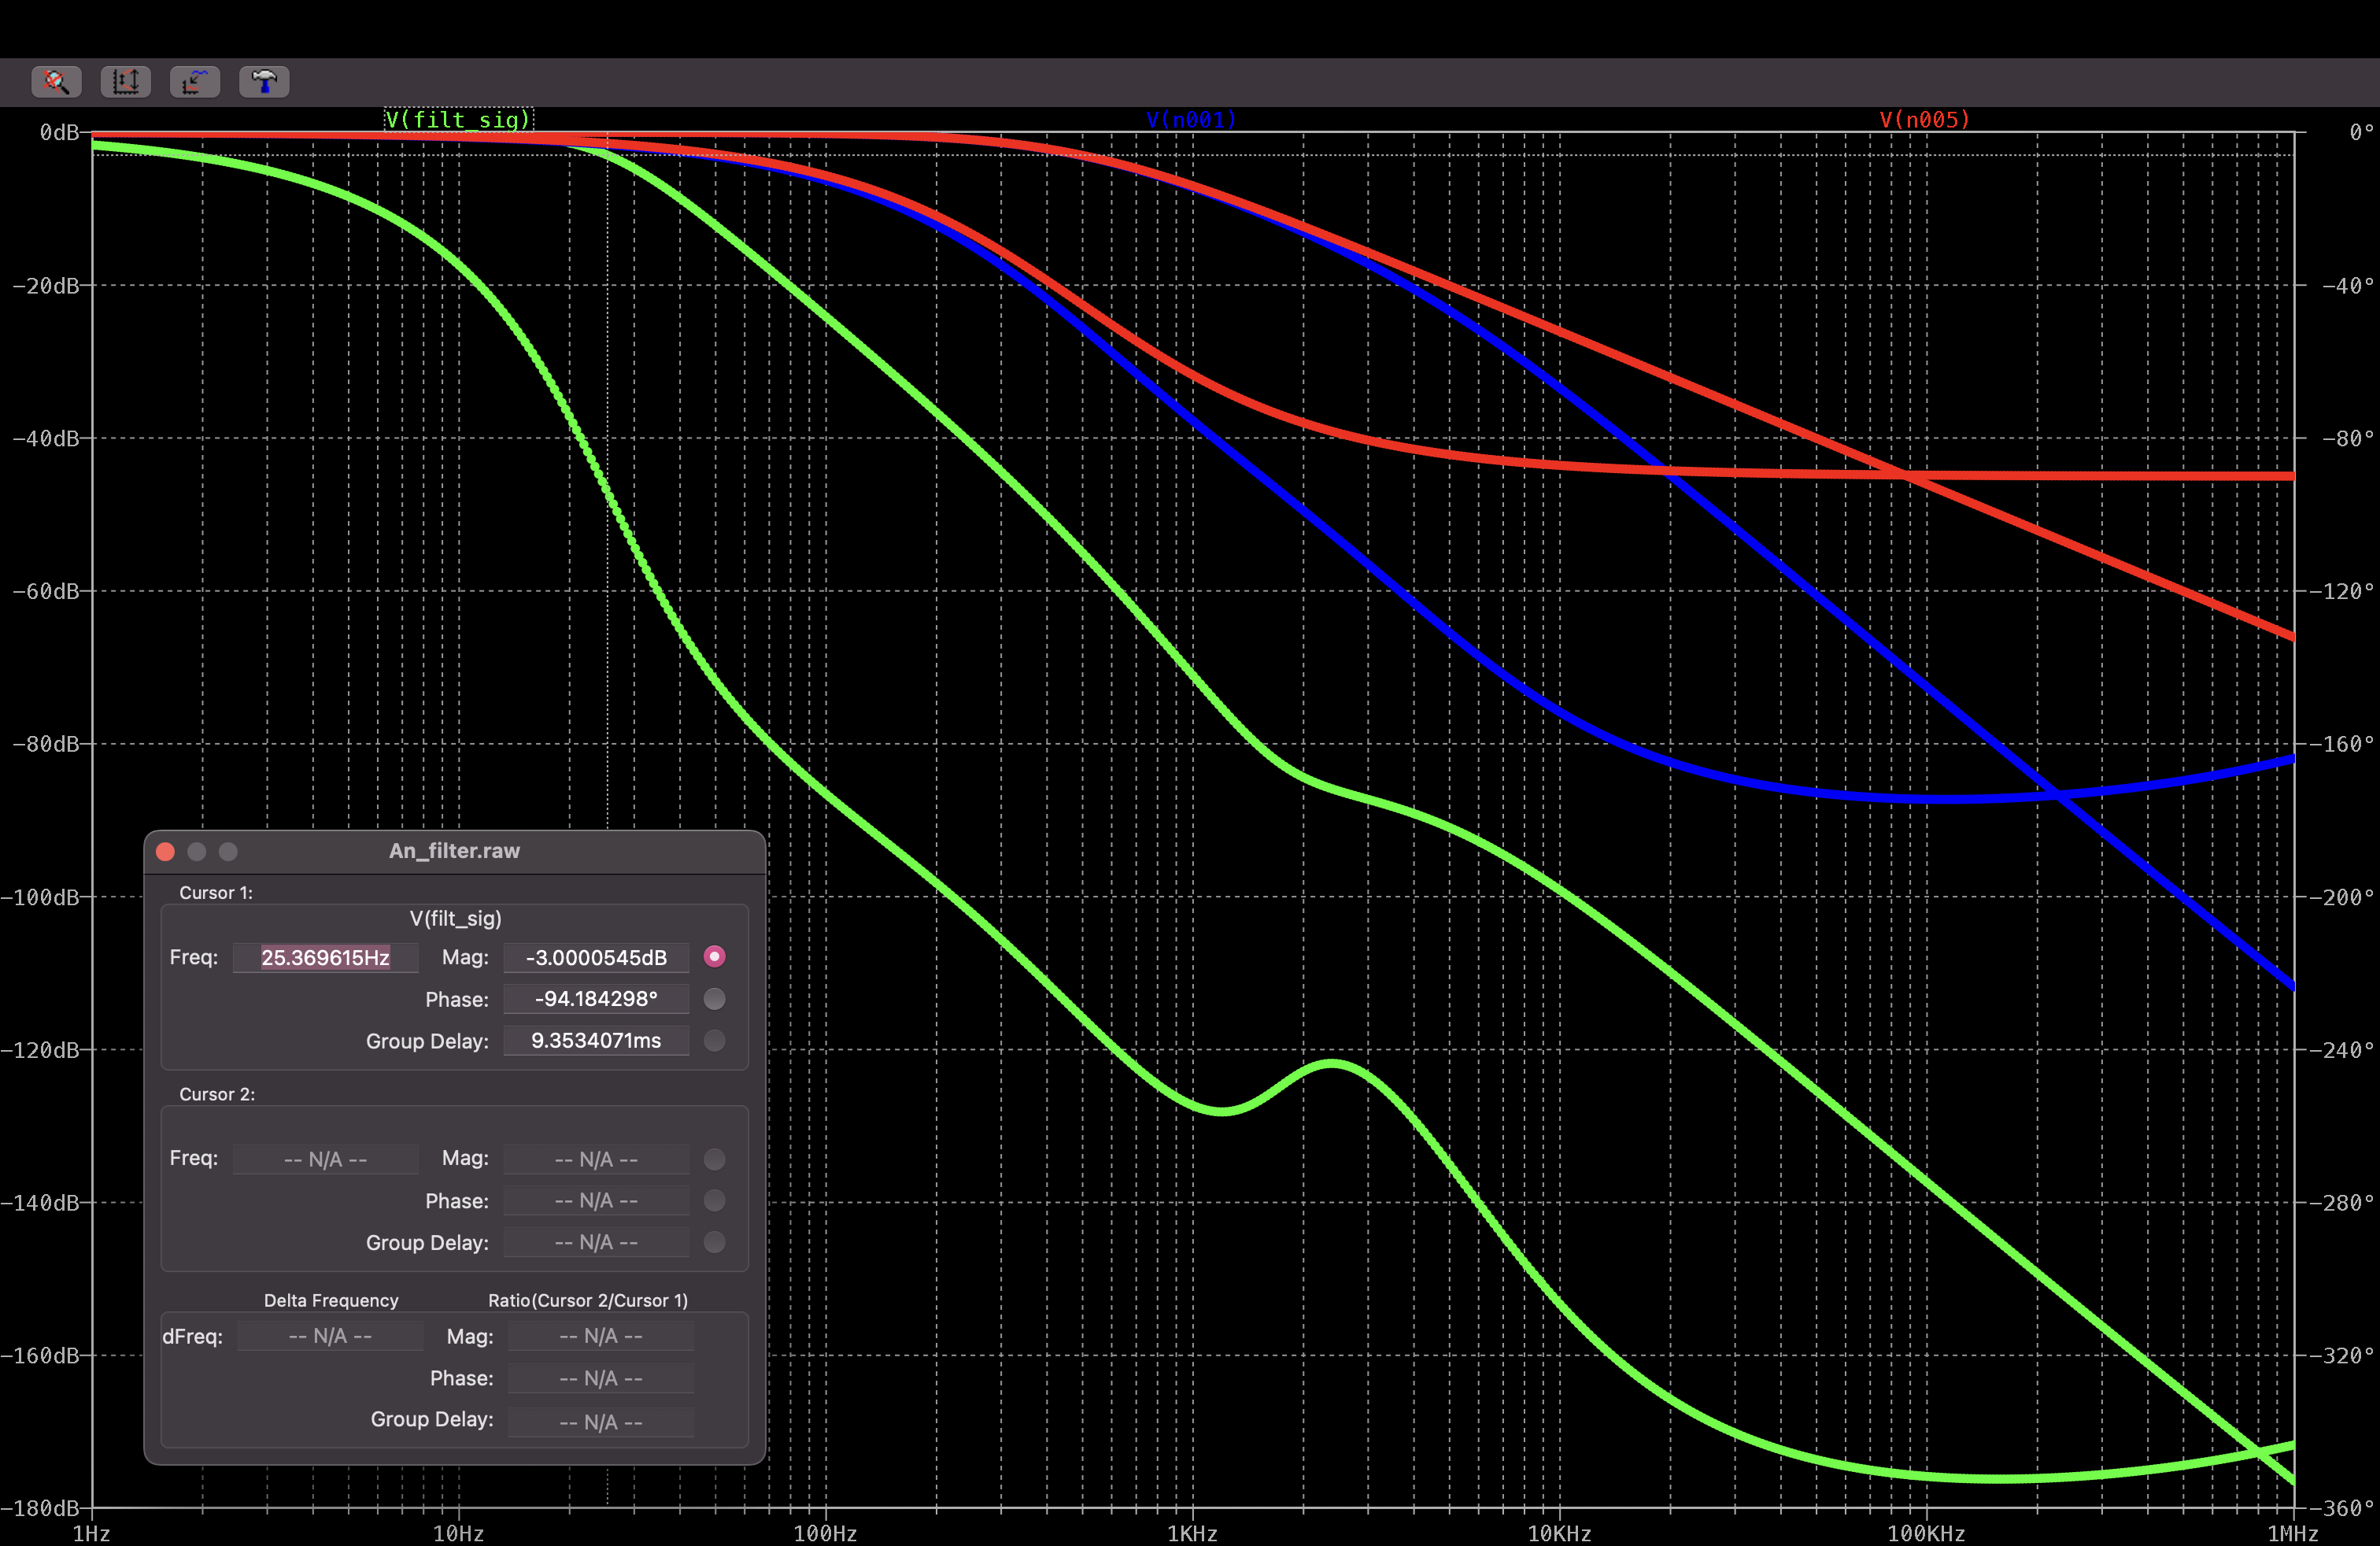 V(filt_sig) V(n001) V(n005)
0dB 0°
-20dB -40°
-40dB -80°
-60dB -120°
-80dB -160°
-100dB -200°
-120dB -240°
-140dB -280°
-160dB -320°
-180dB -360°
1Hz 10Hz 100Hz 1KHz 10KHz 100KHz 1MHz
An_filter.raw
Cursor 1:
V(filt_sig)
Freq: 25.369615Hz Mag: -3.0000545dB
Phase: -94.184298°
Group Delay: 9.3534071ms
Cursor 2:
Freq: -- N/A -- Mag: -- N/A --
Phase: -- N/A --
Group Delay: -- N/A --
Delta Frequency Ratio(Cursor 2/Cursor 1)
dFreq: -- N/A -- Mag: -- N/A --
Phase: -- N/A --
Group Delay: -- N/A --